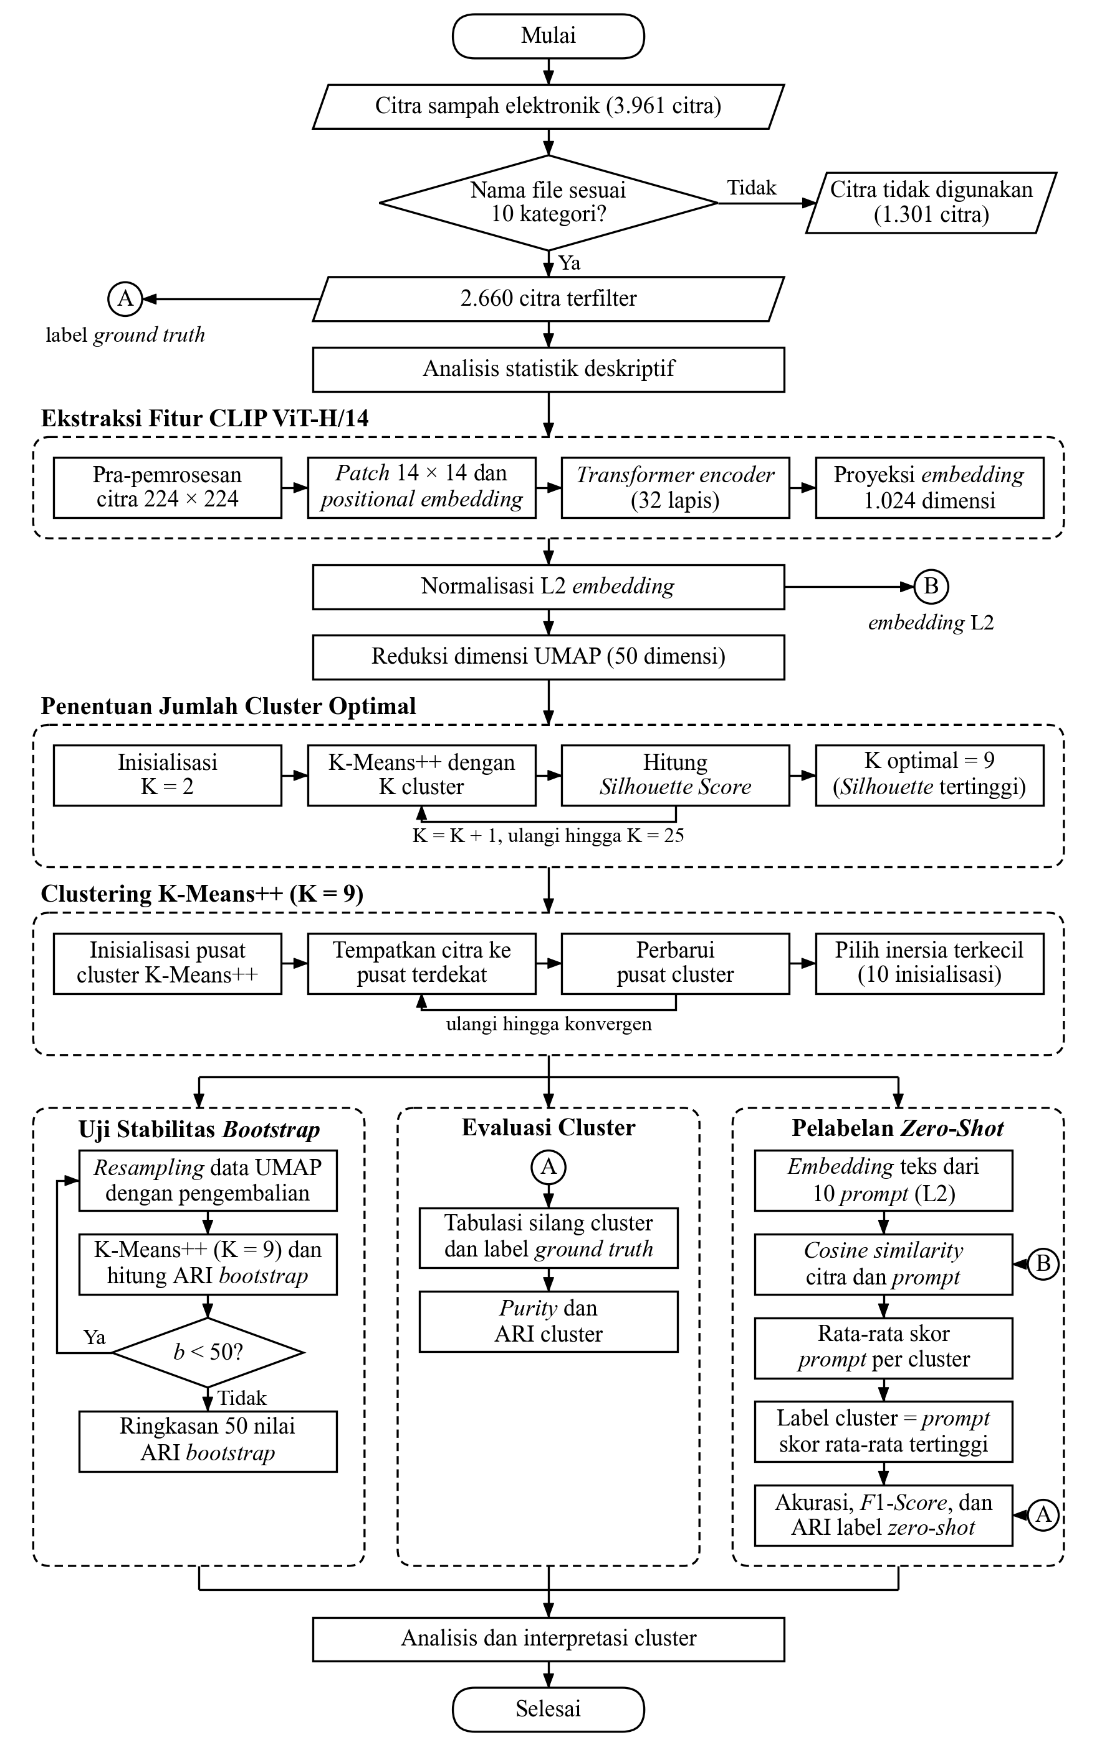 Mulai
Citra sampah elektronik (3.961 citra)
Nama file sesuai
10 kategori?
Tidak
Citra tidak digunakan
(1.301 citra)
Ya
A
label ground truth
2.660 citra terfilter
Analisis statistik deskriptif
Ekstraksi Fitur CLIP ViT-H/14
Pra-pemrosesan
citra 224 × 224
Patch 14 × 14 dan
positional embedding
Transformer encoder
(32 lapis)
Proyeksi embedding
1.024 dimensi
Normalisasi L2 embedding
B
embedding L2
Reduksi dimensi UMAP (50 dimensi)
Penentuan Jumlah Cluster Optimal
Inisialisasi
K = 2
K-Means++ dengan
K cluster
Hitung
Silhouette Score
K optimal = 9
(Silhouette tertinggi)
K = K + 1, ulangi hingga K = 25
Clustering K-Means++ (K = 9)
Inisialisasi pusat
cluster K-Means++
Tempatkan citra ke
pusat terdekat
Perbarui
pusat cluster
Pilih inersia terkecil
(10 inisialisasi)
ulangi hingga konvergen
Uji Stabilitas Bootstrap
Resampling data UMAP
dengan pengembalian
K-Means++ (K = 9) dan
hitung ARI bootstrap
Ya
b < 50?
Tidak
Ringkasan 50 nilai
ARI bootstrap
Evaluasi Cluster
A
Tabulasi silang cluster
dan label ground truth
Purity dan
ARI cluster
Pelabelan Zero-Shot
Embedding teks dari
10 prompt (L2)
Cosine similarity
citra dan prompt
B
Rata-rata skor
prompt per cluster
Label cluster = prompt
skor rata-rata tertinggi
Akurasi, F1-Score, dan
ARI label zero-shot
A
Analisis dan interpretasi cluster
Selesai